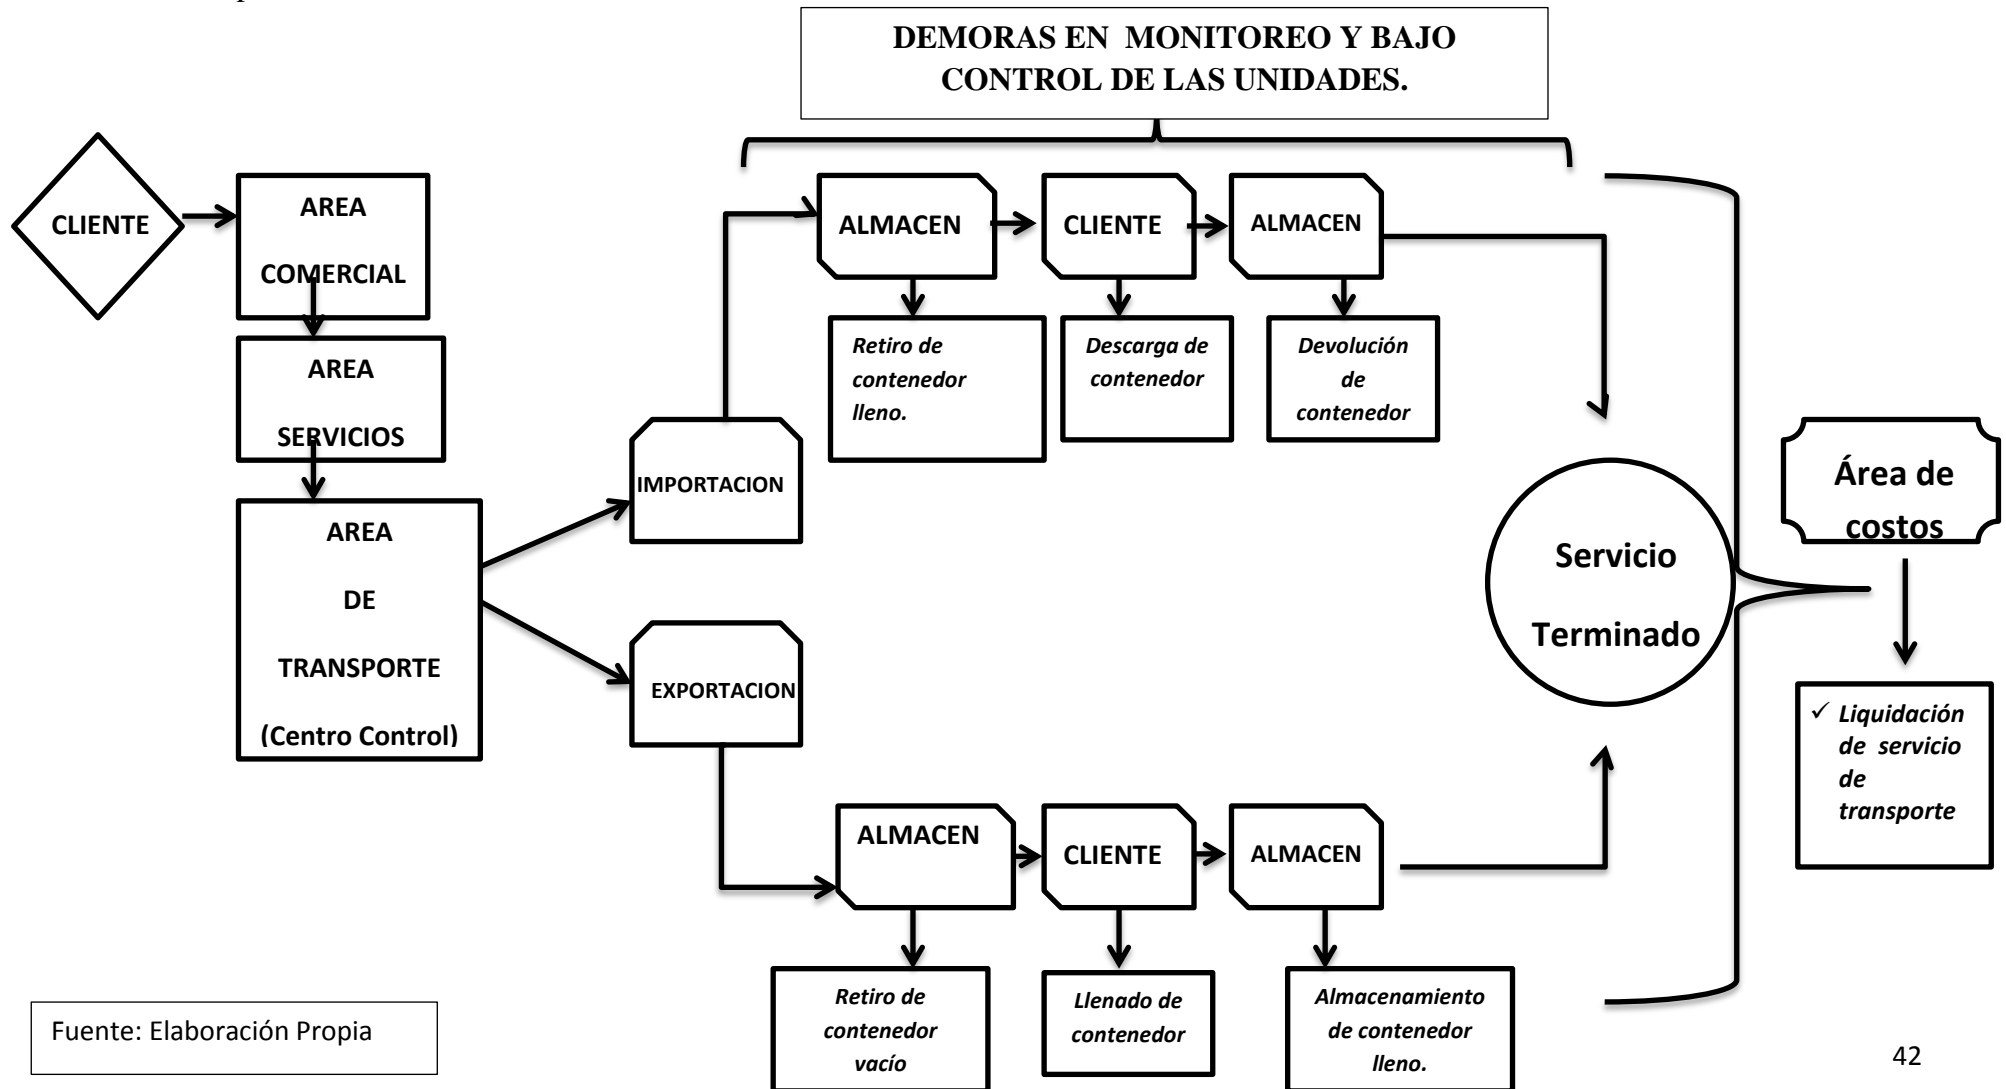 DEMORAS EN MONITOREO Y BAJO
CONTROL DE LAS UNIDADES.
CLIENTE
AREA
COMERCIAL
AREA
SERVICIOS
AREA
DE
TRANSPORTE
(Centro Control)
IMPORTACION
ALMACEN
CLIENTE
ALMACEN
Retiro de
contenedor
lleno.
Descarga de
contenedor
Devolución
de
contenedor
EXPORTACION
ALMACEN
CLIENTE
ALMACEN
Retiro de
contenedor
vacío
Llenado de
contenedor
Almacenamiento
de contenedor
lleno.
Servicio
Terminado
Área de
costos
✓ Liquidación
de servicio
de
transporte
Fuente: Elaboración Propia
42